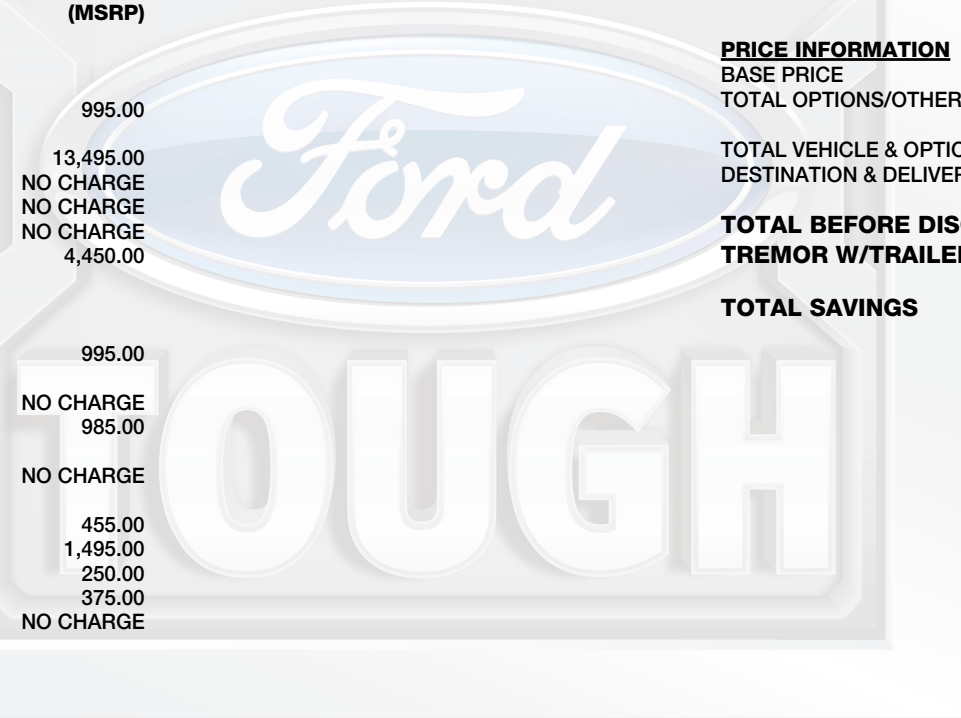 (MSRP)
995.00
13,495.00
NO CHARGE
NO CHARGE
NO CHARGE
4,450.00
995.00
NO CHARGE
985.00
NO CHARGE
455.00
1,495.00
250.00
375.00
NO CHARGE
PRICE INFORMATION
BASE PRICE
TOTAL OPTIONS/OTHER
TOTAL VEHICLE & OPTIO
DESTINATION & DELIVER
TOTAL BEFORE DIS
TREMOR W/TRAILE
TOTAL SAVINGS
Ford
TOUGH